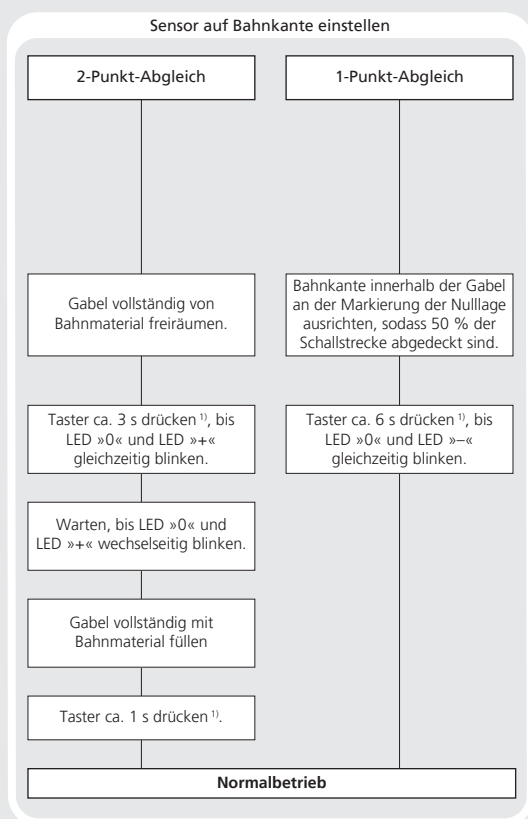 Sensor auf Bahnkante einstellen
2-Punkt-Abgleich
Gabel vollständig von
Bahnmaterial freiräumen.
Taster ca. 3 s drücken ¹⁾, bis
LED »0« und LED »+«
gleichzeitig blinken.
Warten, bis LED »0« und
LED »+« wechselseitig blinken.
Gabel vollständig mit
Bahnmaterial füllen
Taster ca. 1 s drücken ¹⁾.
1-Punkt-Abgleich
Bahnkante innerhalb der Gabel
an der Markierung der Nulllage
ausrichten, sodass 50 % der
Schallstrecke abgedeckt sind.
Taster ca. 6 s drücken ¹⁾, bis
LED »0« und LED »–«
gleichzeitig blinken.
Normalbetrieb